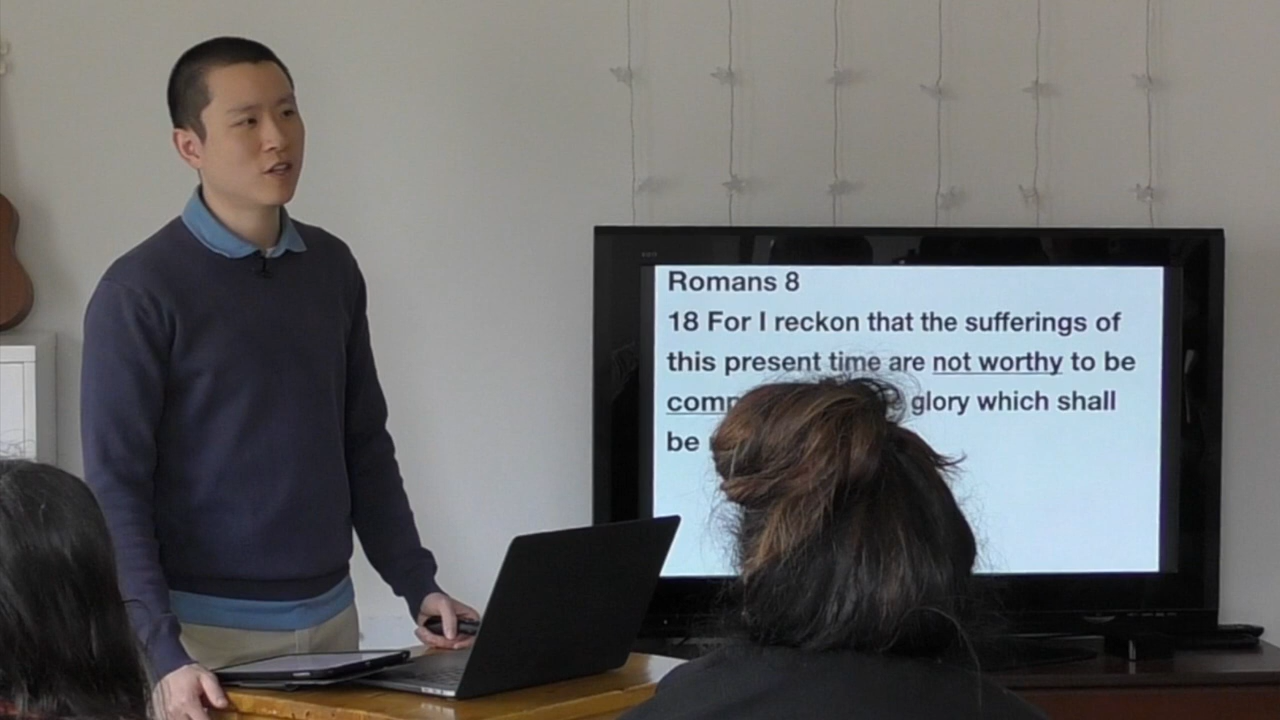 Romans 8
18 For I reckon that the sufferings of
this present time are not worthy to be
glory which shall
be